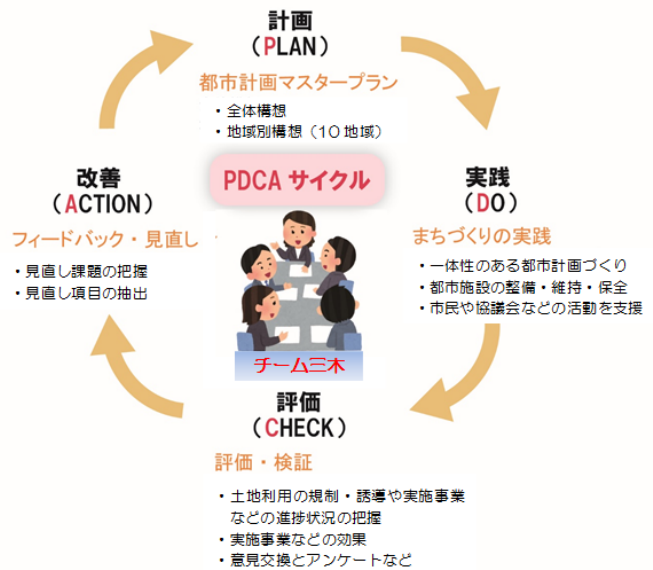 計画
(PLAN)
都市計画マスタープラン
・全体構想
・地域別構想（10地域）
PDCA サイクル
実践
(DO)
まちづくりの実践
・一体性のある都市計画づくり
・都市施設の整備・維持・保全
・市民や協議会などの活動を支援
チーム三木
評価
(CHECK)
評価・検証
・土地利用の規制・誘導や実施事業
などの進捗状況の把握
・実施事業などの効果
・意見交換とアンケートなど
改善
(ACTION)
フィードバック・見直し
・見直し課題の把握
・見直し項目の抽出